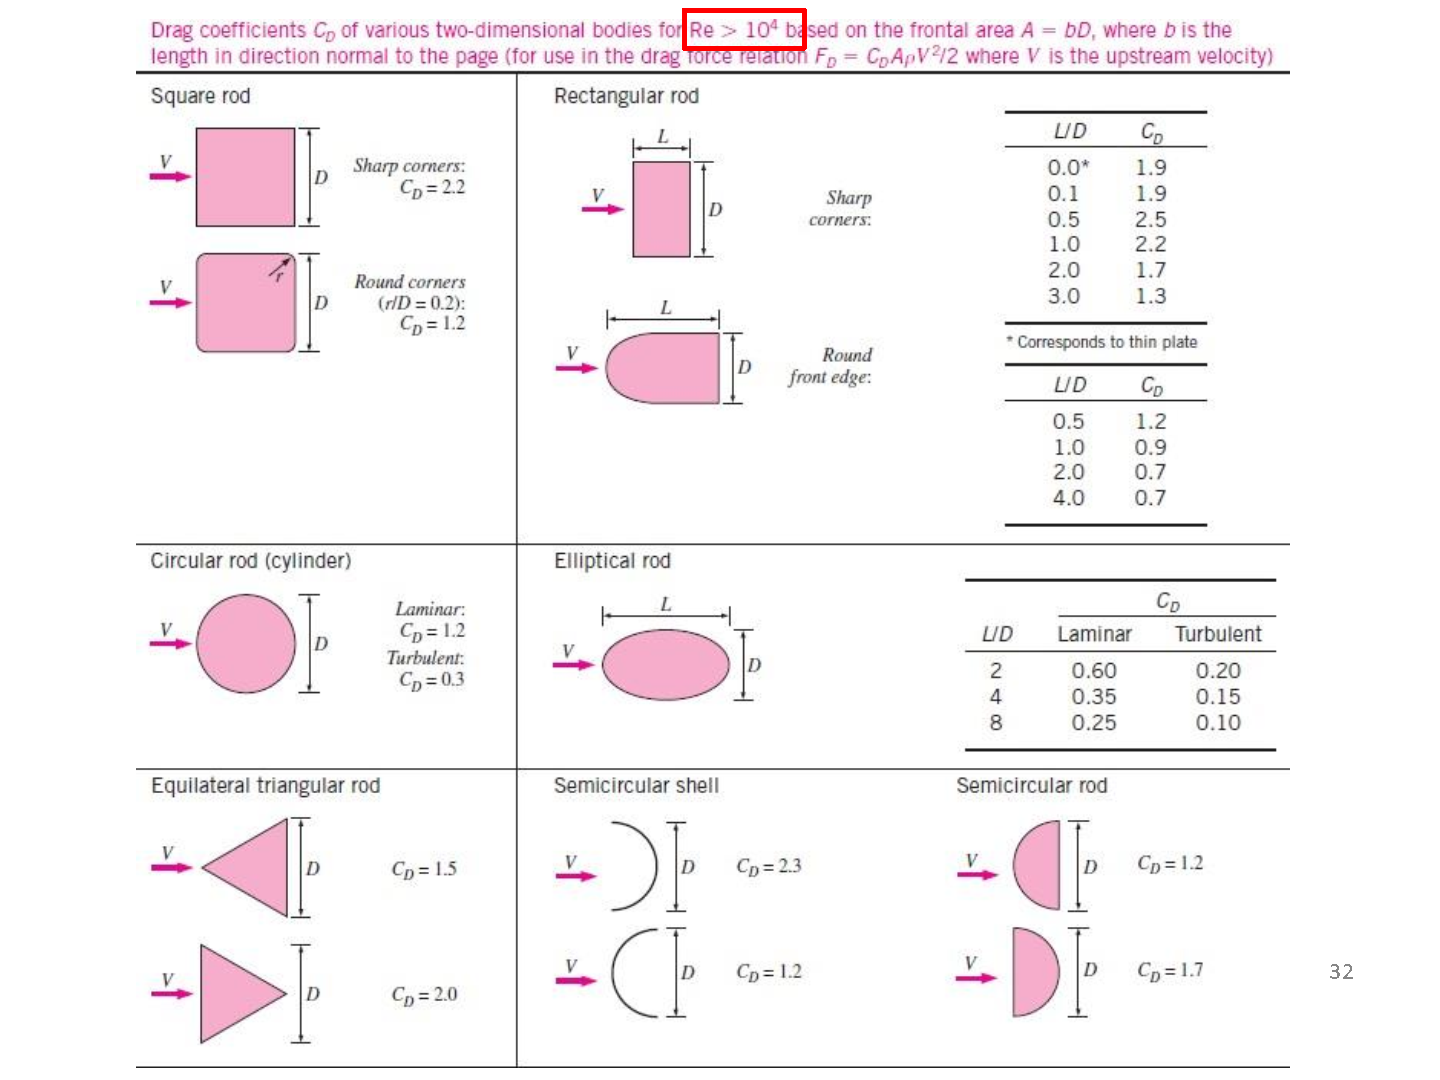 Drag coefficients C_D of various two-dimensional bodies for Re > 10⁴ based on the frontal area A = bD, where b is the
length in direction normal to the page (for use in the drag force relation F_D = C_DAρV²/2 where V is the upstream velocity)
Square rod
V
D
Sharp corners:
C_D = 2.2
V
r
D
Round corners
(r/D = 0.2):
C_D = 1.2
Rectangular rod
L
V
D
Sharp
corners:
L/D C_D
0.0* 1.9
0.1 1.9
0.5 2.5
1.0 2.2
2.0 1.7
3.0 1.3
* Corresponds to thin plate
L
V
D
Round
front edge:
L/D C_D
0.5 1.2
1.0 0.9
2.0 0.7
4.0 0.7
Circular rod (cylinder)
V
D
Laminar:
C_D = 1.2
Turbulent:
C_D = 0.3
Elliptical rod
L
V
D
C_D
L/D Laminar Turbulent
2 0.60 0.20
4 0.35 0.15
8 0.25 0.10
Equilateral triangular rod
V
D
C_D = 1.5
V
D
C_D = 2.0
Semicircular shell
V
D
C_D = 2.3
V
D
C_D = 1.2
Semicircular rod
V
D
C_D = 1.2
V
D
C_D = 1.7
32